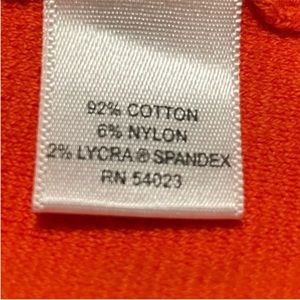 92% COTTON
6% NYLON
2% LYCRA® SPANDEX
RN 54023